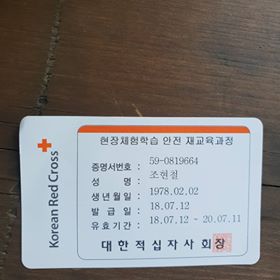 Korean Red Cross
현장체험학습 안전 재교육과정
증명서번호 : 59-0819664
성 명 : 조현철
생년월일 : 1978.02.02
발 급 일 : 18.07.12
유효기간 : 18.07.12 ~ 20.07.11
대한적십자사회장